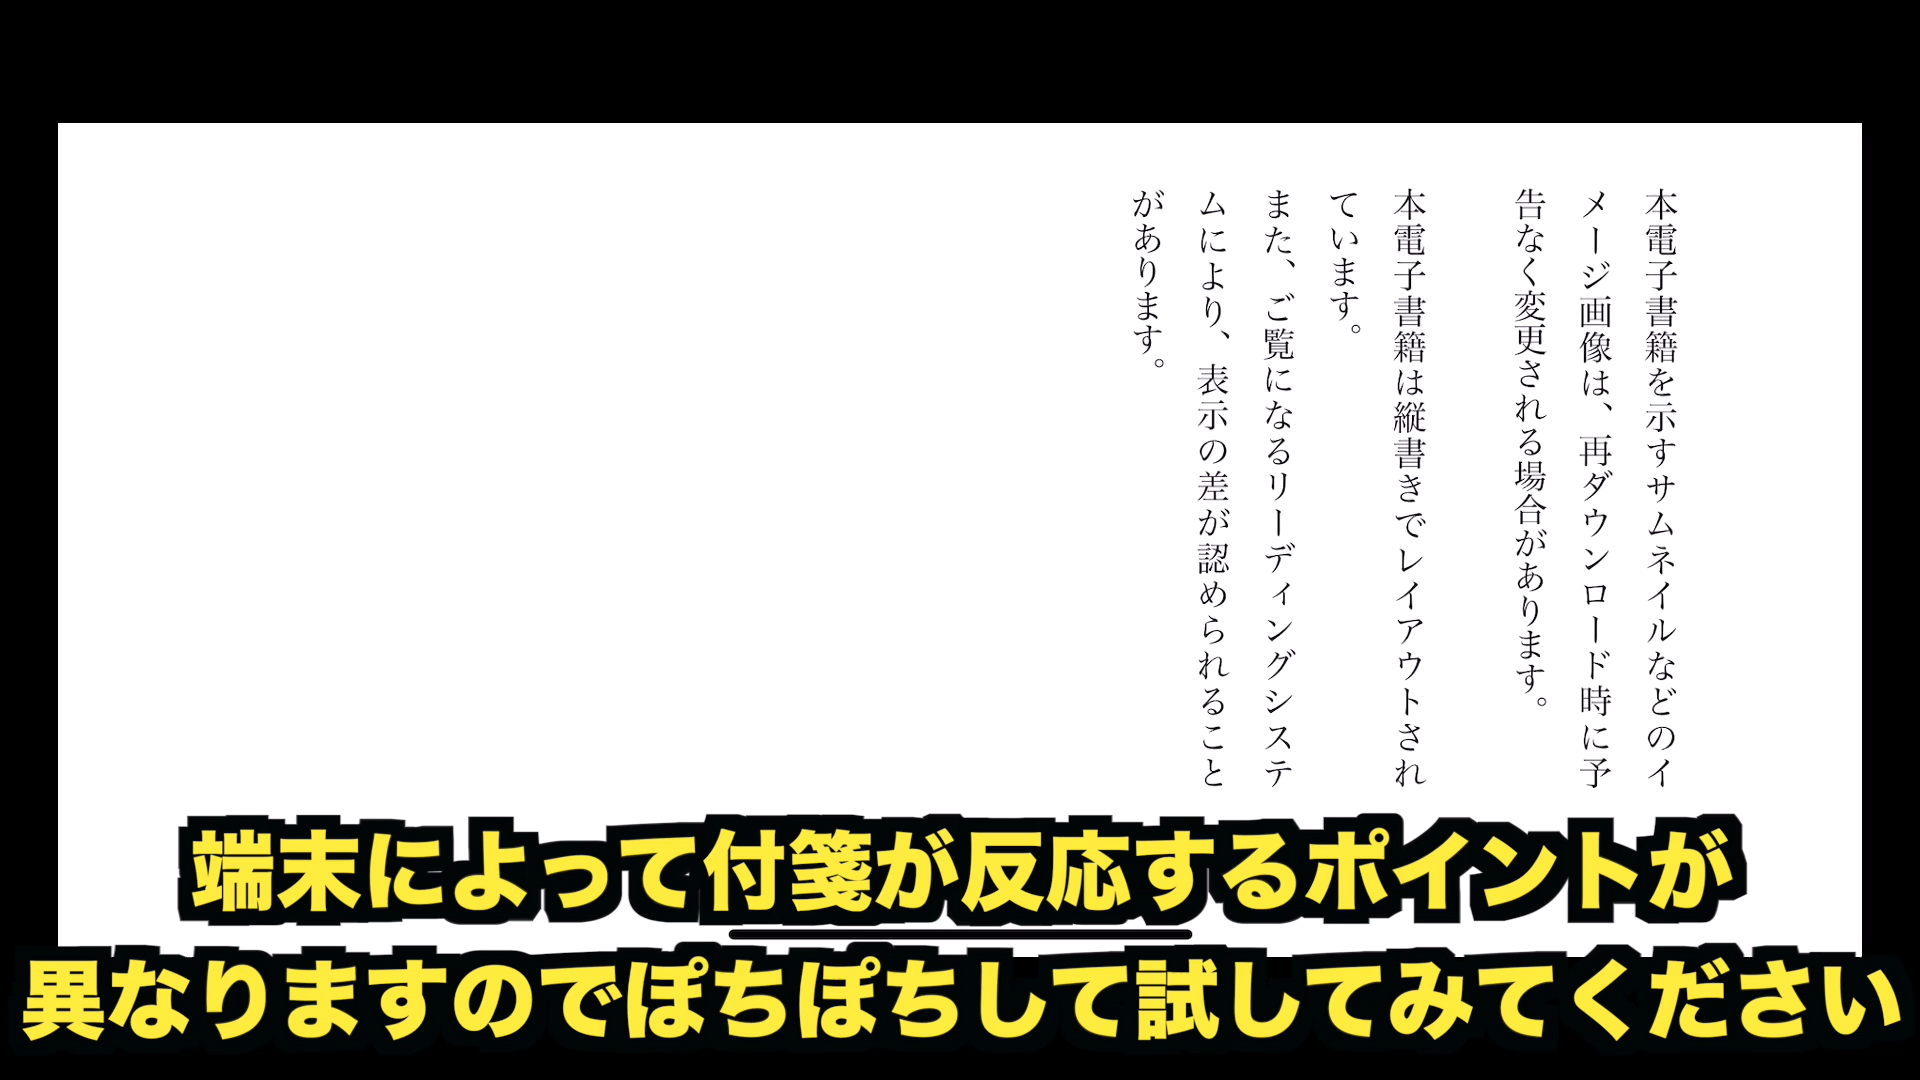 本電子書籍を示すサムネイルなどのイ
メージ画像は、再ダウンロード時に予
告なく変更される場合があります。
本電子書籍は縦書きでレイアウトされ
ています。
また、ご覧になるリーディングシステ
ムにより、表示の差が認められること
があります。
端末によって付箋が反応するポイントが
異なりますのでぽちぽちして試してみてください